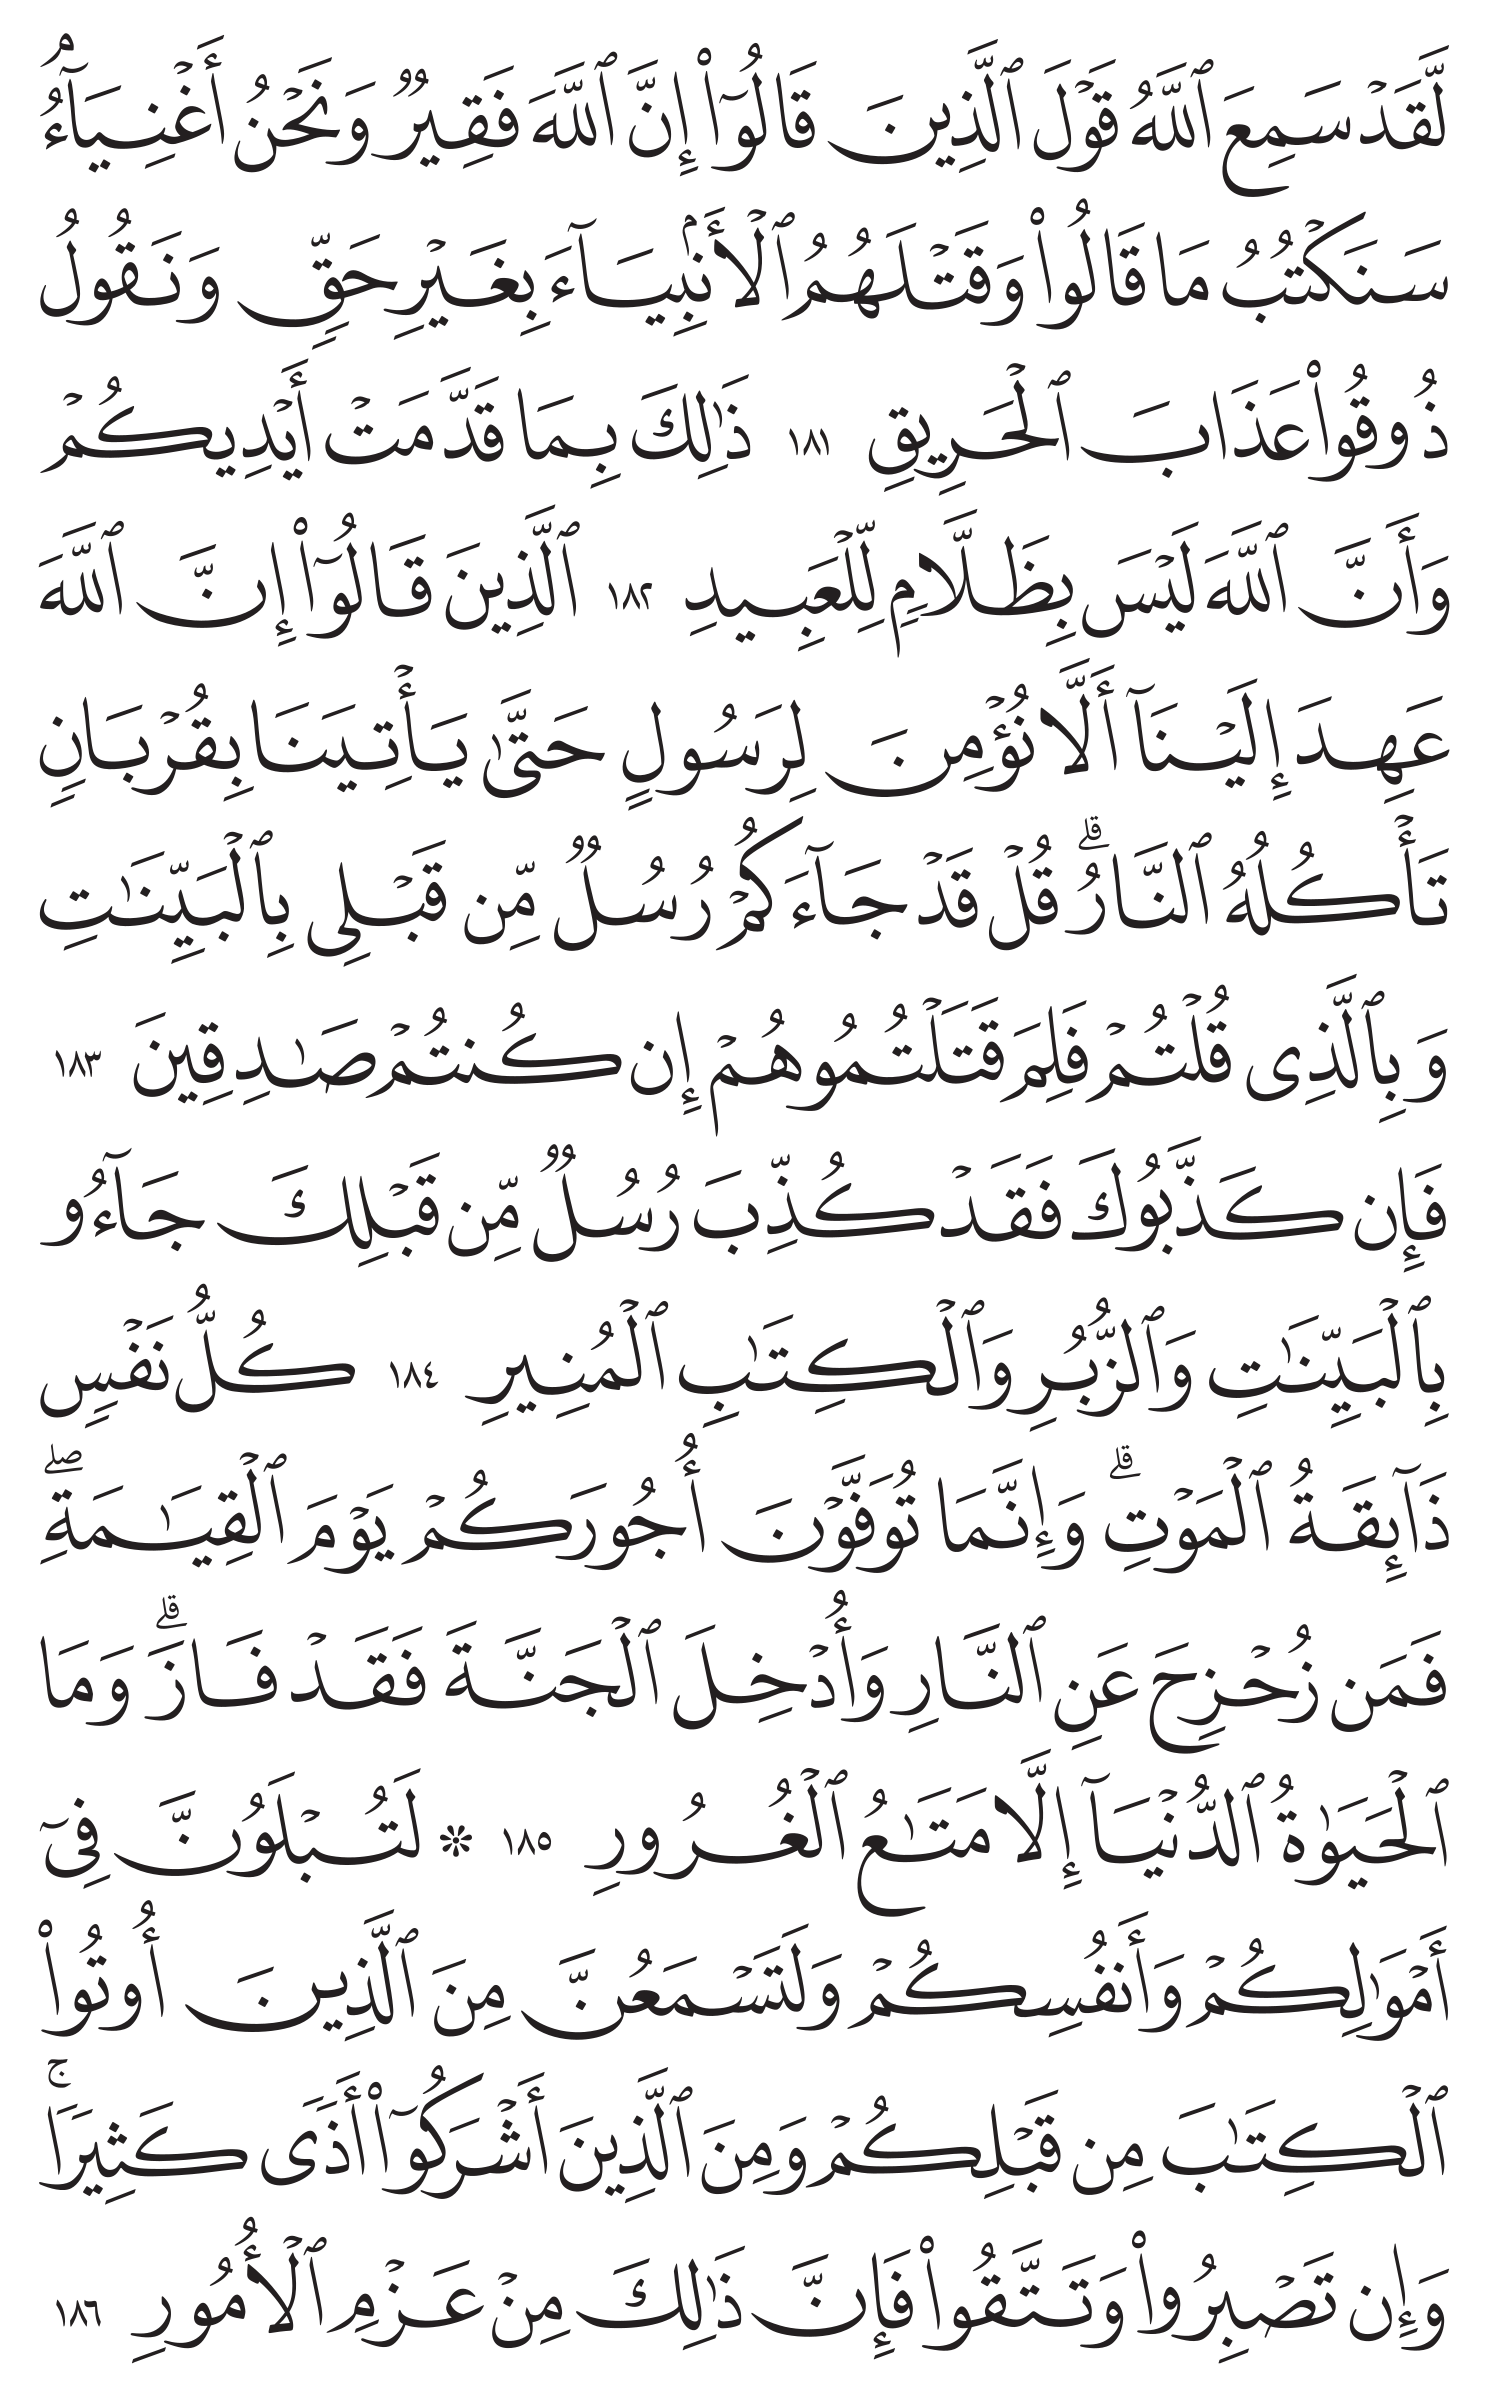 لَّقَدۡ سَمِعَ ٱللَّهُ قَوۡلَ ٱلَّذِينَ قَالُوٓاْ إِنَّ ٱللَّهَ فَقِيرٞ وَنَحۡنُ أَغۡنِيَآءُۘ
سَنَكۡتُبُ مَا قَالُواْ وَقَتۡلَهُمُ ٱلۡأَنۢبِيَآءَ بِغَيۡرِ حَقّٖ وَنَقُولُ
ذُوقُواْ عَذَابَ ٱلۡحَرِيقِ ١٨١ ذَٰلِكَ بِمَا قَدَّمَتۡ أَيۡدِيكُمۡ
وَأَنَّ ٱللَّهَ لَيۡسَ بِظَلَّامٖ لِّلۡعَبِيدِ ١٨٢ ٱلَّذِينَ قَالُوٓاْ إِنَّ ٱللَّهَ
عَهِدَ إِلَيۡنَآ أَلَّا نُؤۡمِنَ لِرَسُولٍ حَتَّىٰ يَأۡتِيَنَا بِقُرۡبَانٖ
تَأۡكُلُهُ ٱلنَّارُۗ قُلۡ قَدۡ جَآءَكُمۡ رُسُلٞ مِّن قَبۡلِي بِٱلۡبَيِّنَٰتِ
وَبِٱلَّذِي قُلۡتُمۡ فَلِمَ قَتَلۡتُمُوهُمۡ إِن كُنتُمۡ صَٰدِقِينَ ١٨٣
فَإِن كَذَّبُوكَ فَقَدۡ كُذِّبَ رُسُلٞ مِّن قَبۡلِكَ جَآءُو
بِٱلۡبَيِّنَٰتِ وَٱلزُّبُرِ وَٱلۡكِتَٰبِ ٱلۡمُنِيرِ ١٨٤ كُلُّ نَفۡسٖ
ذَآئِقَةُ ٱلۡمَوۡتِۗ وَإِنَّمَا تُوَفَّوۡنَ أُجُورَكُمۡ يَوۡمَ ٱلۡقِيَٰمَةِۖ
فَمَن زُحۡزِحَ عَنِ ٱلنَّارِ وَأُدۡخِلَ ٱلۡجَنَّةَ فَقَدۡ فَازَۗ وَمَا
ٱلۡحَيَوٰةُ ٱلدُّنۡيَآ إِلَّا مَتَٰعُ ٱلۡغُرُورِ ١٨٥ ۞ لَتُبۡلَوُنَّ فِيٓ
أَمۡوَٰلِكُمۡ وَأَنفُسِكُمۡ وَلَتَسۡمَعُنَّ مِنَ ٱلَّذِينَ أُوتُواْ
ٱلۡكِتَٰبَ مِن قَبۡلِكُمۡ وَمِنَ ٱلَّذِينَ أَشۡرَكُوٓاْ أَذٗى كَثِيرٗاۚ
وَإِن تَصۡبِرُواْ وَتَتَّقُواْ فَإِنَّ ذَٰلِكَ مِنۡ عَزۡمِ ٱلۡأُمُورِ ١٨٦